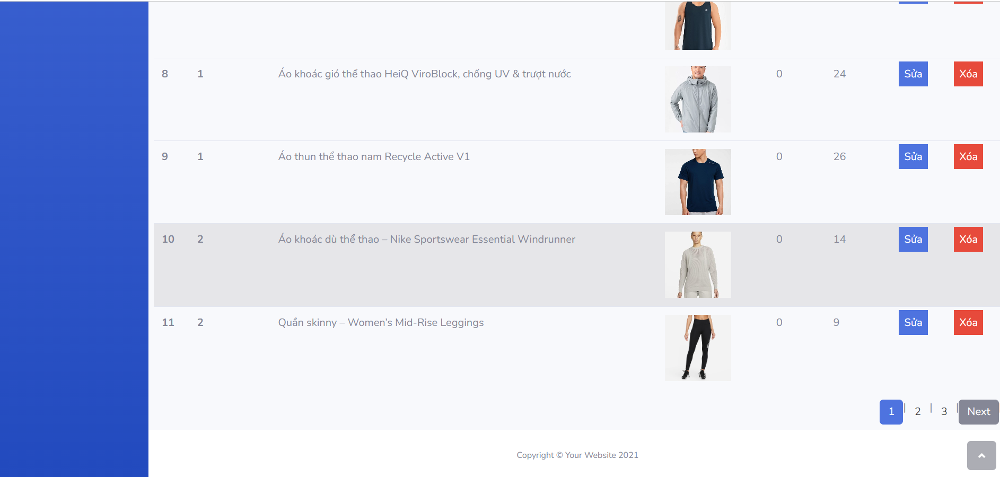 8 1 Áo khoác gió thể thao HeiQ ViroBlock, chống UV & trượt nước 0 24 Sửa Xóa
9 1 Áo thun thể thao nam Recycle Active V1 0 26 Sửa Xóa
10 2 Áo khoác dù thể thao – Nike Sportswear Essential Windrunner 0 14 Sửa Xóa
11 2 Quần skinny – Women’s Mid-Rise Leggings 0 9 Sửa Xóa
1 | 2 | 3 | Next
Copyright © Your Website 2021